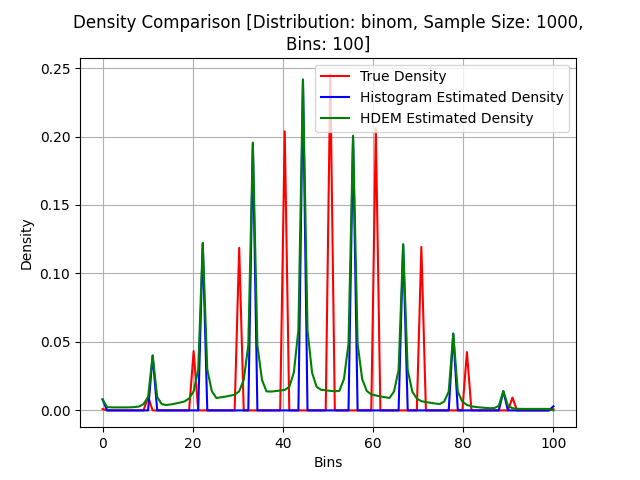 Density Comparison [Distribution: binom, Sample Size: 1000,
Bins: 100]
True Density
Histogram Estimated Density
HDEM Estimated Density
Density
0.25
0.20
0.15
0.10
0.05
0.00
0 20 40 60 80 100
Bins